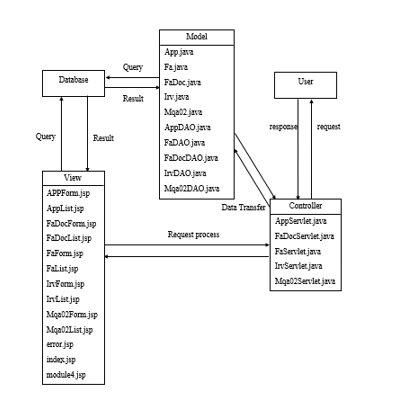 Model
App.java
Fa.java
FaDoc.java
Irv.java
Mqa02.java
AppDAO.java
FaDAO.java
FaDocDAO.java
IrvDAO.java
Mqa02DAO.java
Database
Query
Result
User
response
request
Query
Result
View
APPForm.jsp
AppList.jsp
FaDocForm.jsp
FaDocList.jsp
FaForm.jsp
FaList.jsp
IrvForm.jsp
IrvList.jsp
Mqa02Form.jsp
Mqa02List.jsp
error.jsp
index.jsp
module4.jsp
Data Transfer
Request process
Controller
AppServlet.java
FaDocServlet.java
FaServlet.java
IrvServlet.java
Mqa02Servlet.java